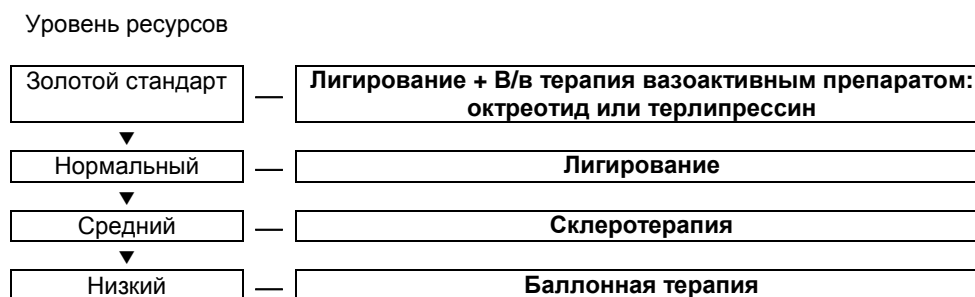 Уровень ресурсов
Золотой стандарт — Лигирование + В/в терапия вазоактивным препаратом:
октреотид или терлипрессин
▼
Нормальный — Лигирование
▼
Средний — Склеротерапия
▼
Низкий — Баллонная терапия